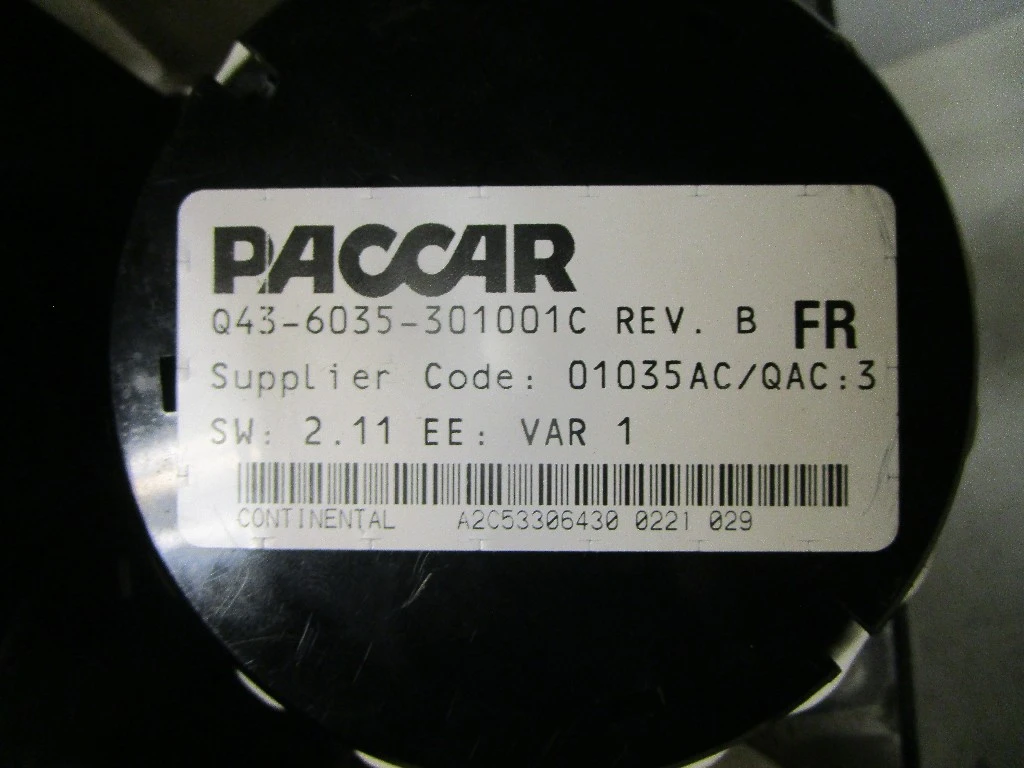 PACCAR
Q43-6035-301001C REV. B FR
Supplier Code: 01035AC/QAC:3
SW: 2.11 EE: VAR 1
CONTINENTAL A2C53306430 0221 029